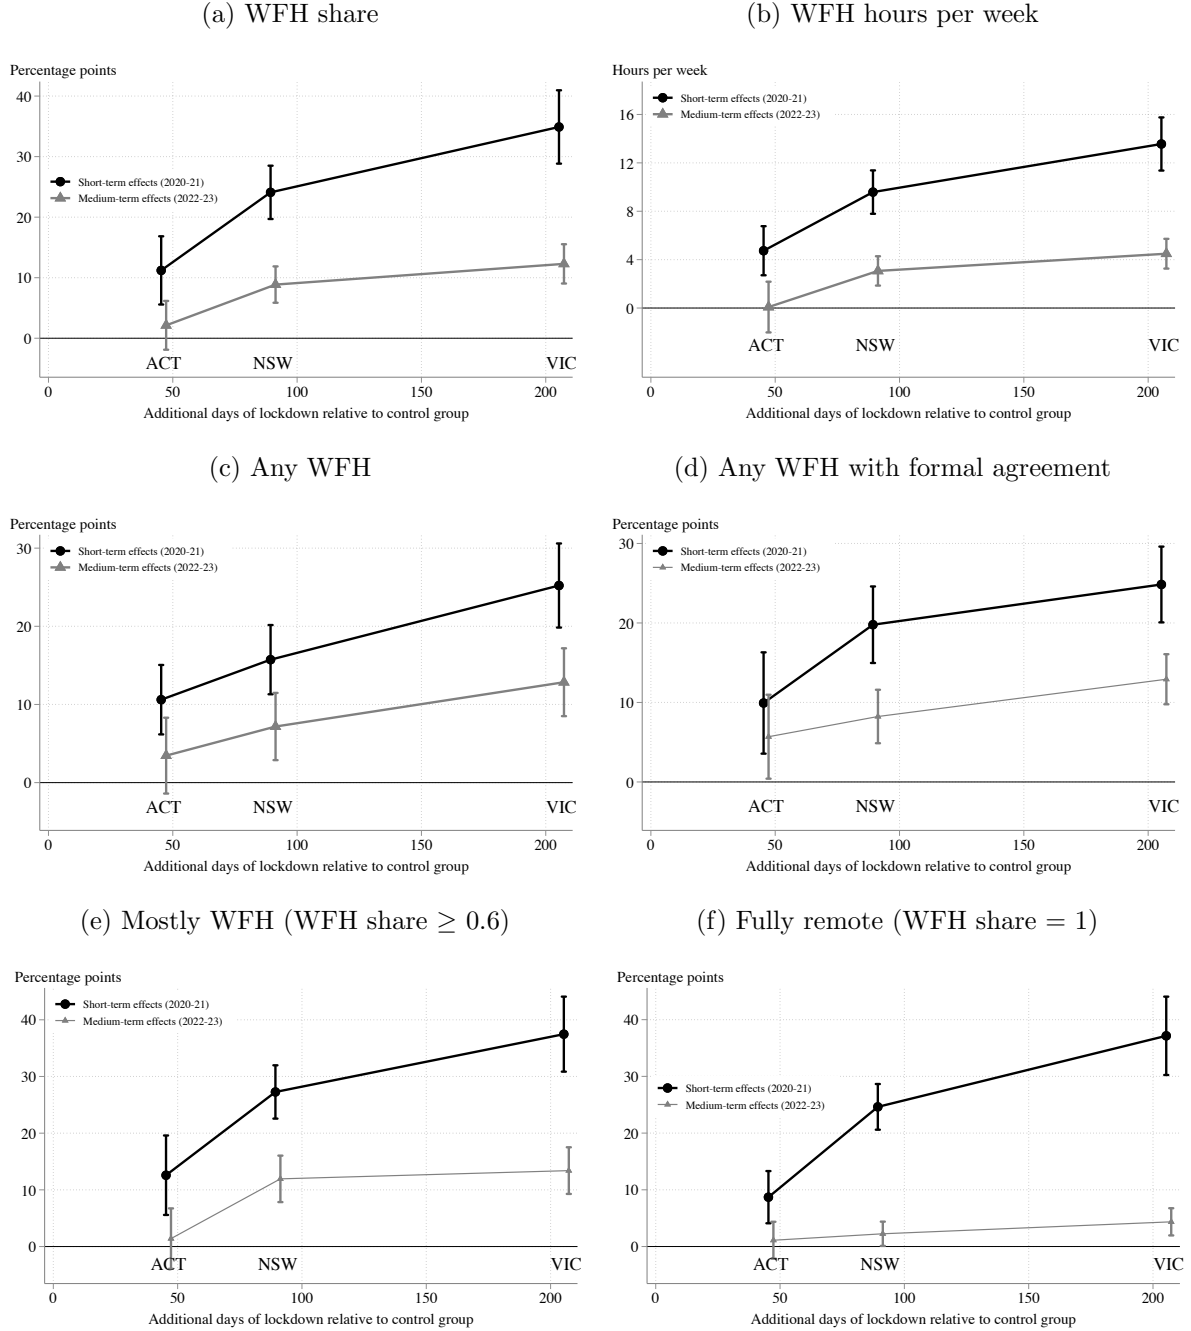 (a) WFH share
Percentage points
40
30
20
10
0
Short-term effects (2020-21)
Medium-term effects (2022-23)
ACT NSW VIC
0 50 100 150 200
Additional days of lockdown relative to control group
(b) WFH hours per week
Hours per week
16
12
8
4
0
Short-term effects (2020-21)
Medium-term effects (2022-23)
ACT NSW VIC
0 50 100 150 200
Additional days of lockdown relative to control group
(c) Any WFH
Percentage points
30
20
10
0
Short-term effects (2020-21)
Medium-term effects (2022-23)
ACT NSW VIC
0 50 100 150 200
Additional days of lockdown relative to control group
(d) Any WFH with formal agreement
Percentage points
30
20
10
0
Short-term effects (2020-21)
Medium-term effects (2022-23)
ACT NSW VIC
0 50 100 150 200
Additional days of lockdown relative to control group
(e) Mostly WFH (WFH share ≥ 0.6)
Percentage points
40
30
20
10
0
Short-term effects (2020-21)
Medium-term effects (2022-23)
ACT NSW VIC
0 50 100 150 200
Additional days of lockdown relative to control group
(f) Fully remote (WFH share = 1)
Percentage points
40
30
20
10
0
Short-term effects (2020-21)
Medium-term effects (2022-23)
ACT NSW VIC
0 50 100 150 200
Additional days of lockdown relative to control group